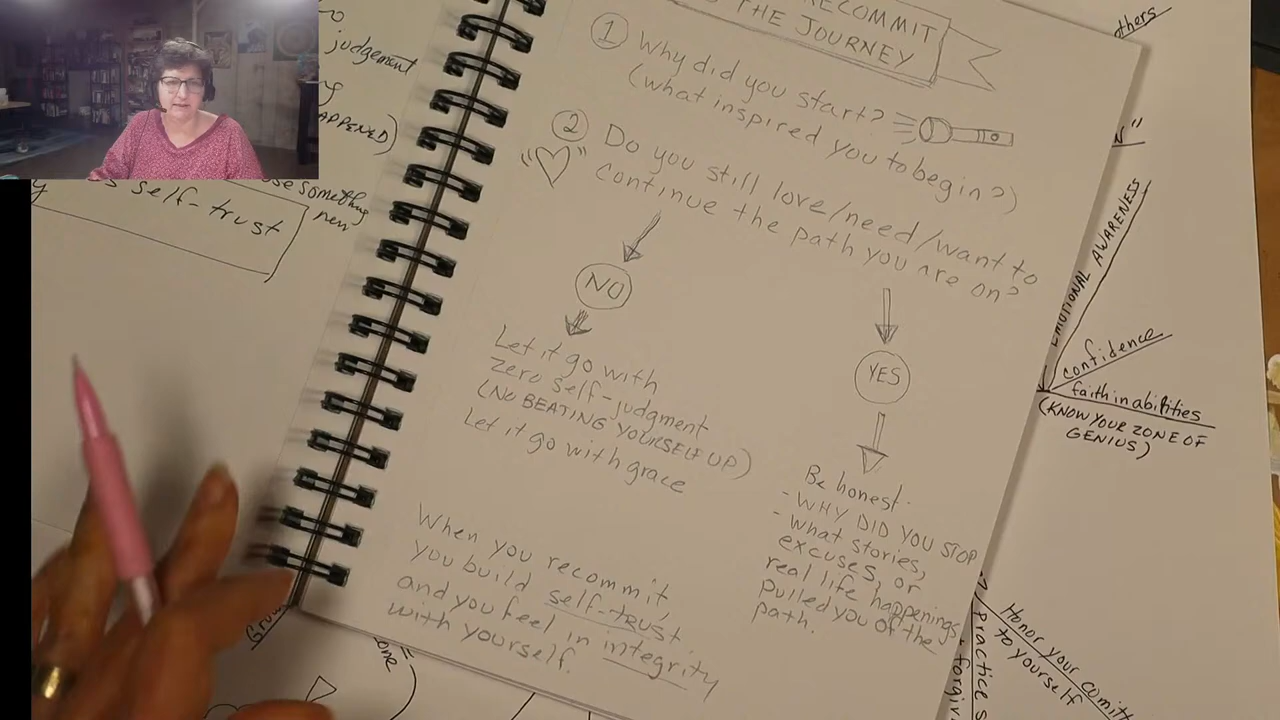 judgement
APPENED)
something
new
self-trust
RECOMMIT
THE JOURNEY
① Why did you start?
(what inspired you to begin?)
② Do you still love/need/want to
"♡" continue the path you are on?
NO
Let it go with
zero self-judgment
(NO BEATING YOURSELF UP)
Let it go with grace
YES
Be honest.
- WHY DID YOU STOP
- What stories,
excuses, or
real life happenings
pulled you off the
path.
When you recommit,
you build self-trust
and you feel in integrity
with yourself.
others
EMOTIONAL AWARENESS
confidence
faith in abilities
(KNOW YOUR ZONE OF
GENIUS)
Honor your
to yourself
practice